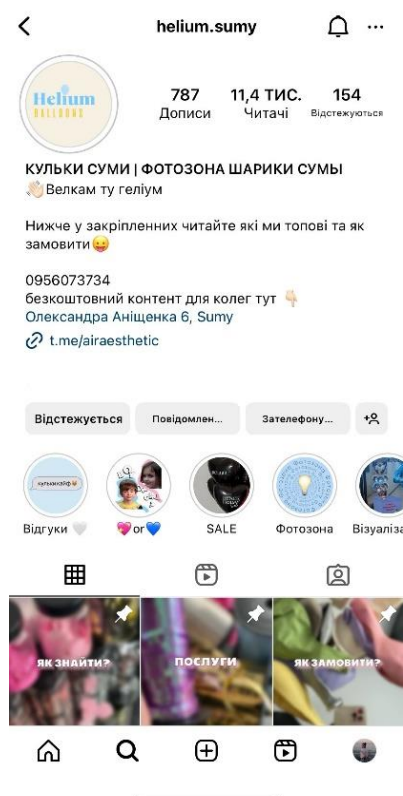 helium.sumy
Helium
BALLOONS
787
Дописи
11,4 ТИС.
Читачі
154
Відстежуються
КУЛЬКИ СУМИ | ФОТОЗОНА ШАРИКИ СУМЫ
👋🏻Велкам ту геліум
Нижче у закріпленних читайте які ми топові та як
замовити😛
0956073734
безкоштовний контент для колег тут 👇🏻
Олександра Аніщенка 6, Sumy
t.me/airaesthetic
Відстежується
Повідомлен...
Зателефону...
Відгуки 🤍
💖or💙
SALE
Фотозона
Візуаліза
ЯК ЗНАЙТИ?
ПОСЛУГИ
ЯК ЗАМОВИТИ?